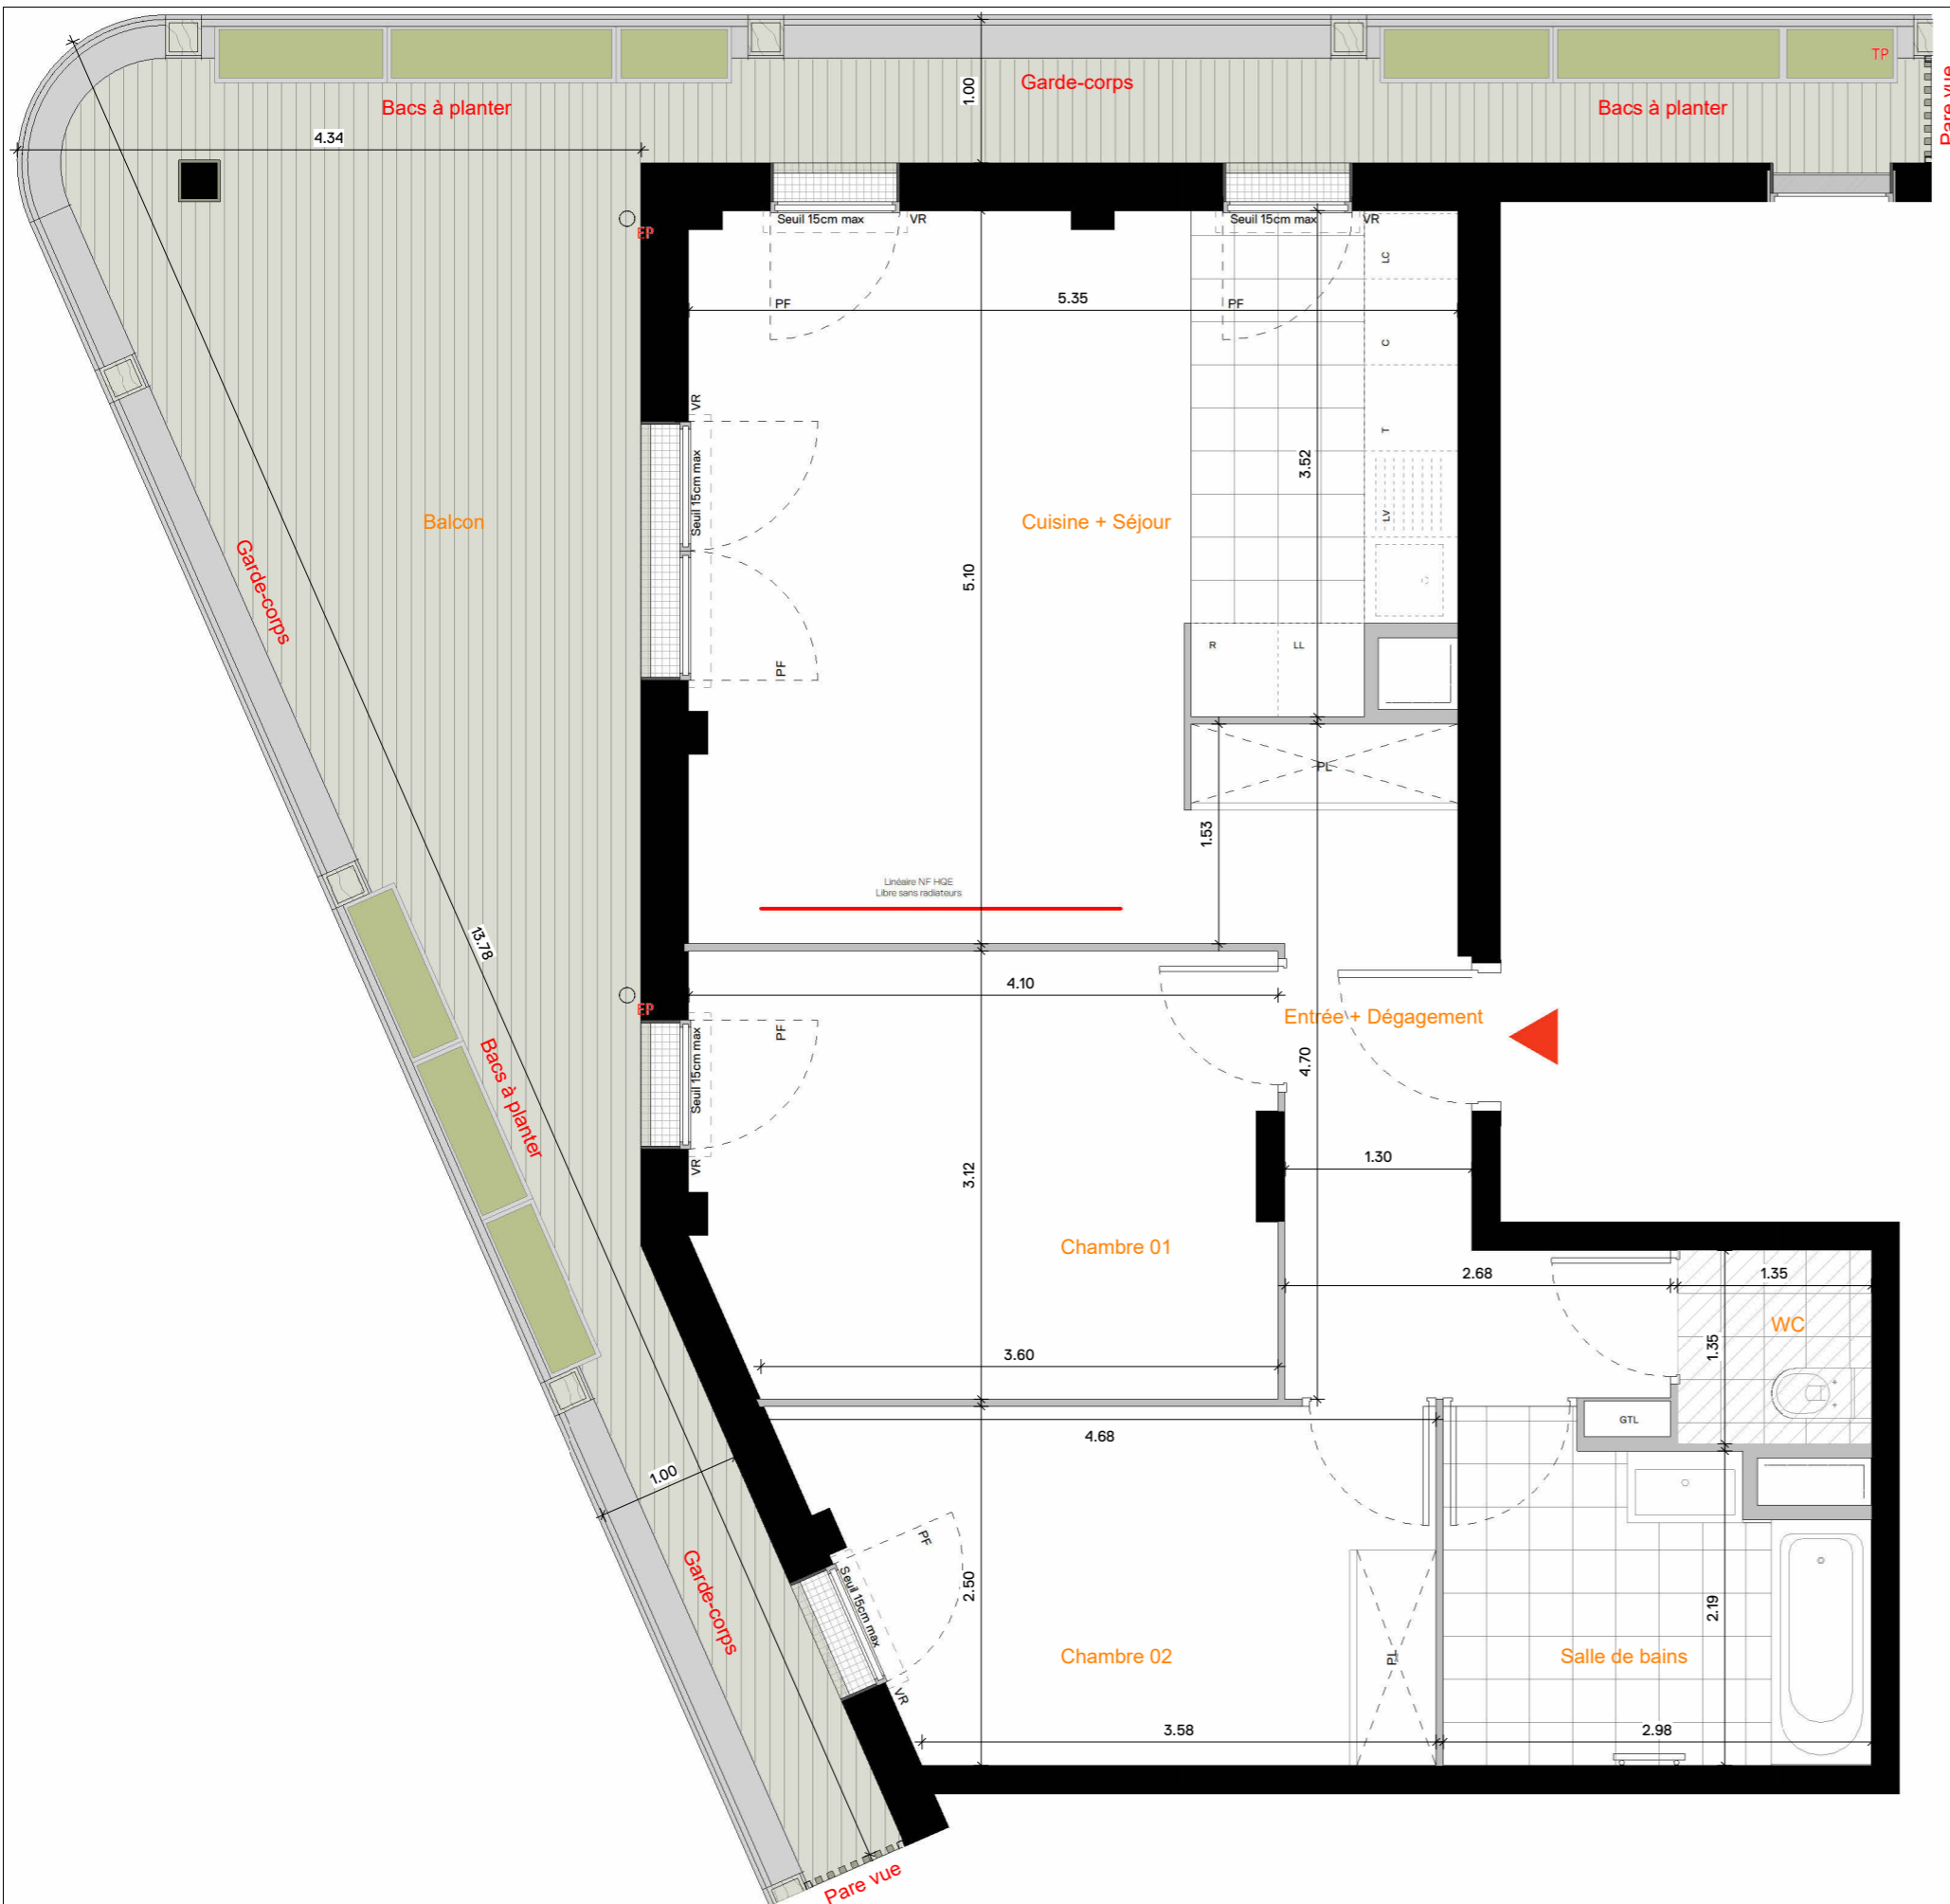 TP
Pare vue
Bacs à planter
Garde-corps
Bacs à planter
1.00
4.34
EP
Seuil 15cm max
VR
Seuil 15cm max
VR
LC
PF
5.35
PF
C
VR
Seuil 15cm max
T
3.52
LV
Balcon
Cuisine + Séjour
Garde-corps
5.10
PF
R
LL
PL
1.53
Linéaire NF HQE
Libre sans radiateurs
13.78
4.10
EP
Entrée + Dégagement
PF
Seuil 15cm max
VR
4.70
Bacs à planter
3.12
1.30
Chambre 01
2.68
1.35
WC
1.35
3.60
GTL
4.68
1.00
PF
Seuil 15cm max
VR
Garde-corps
2.50
2.19
Chambre 02
PL
Salle de bains
3.58
2.98
Pare vue